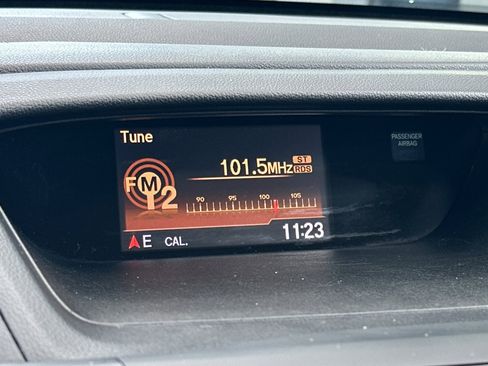 Tune
PASSENGER
AIRBAG
101.5MHz ST
RDS
FM
2
90 95 100 105
E CAL. 11:23